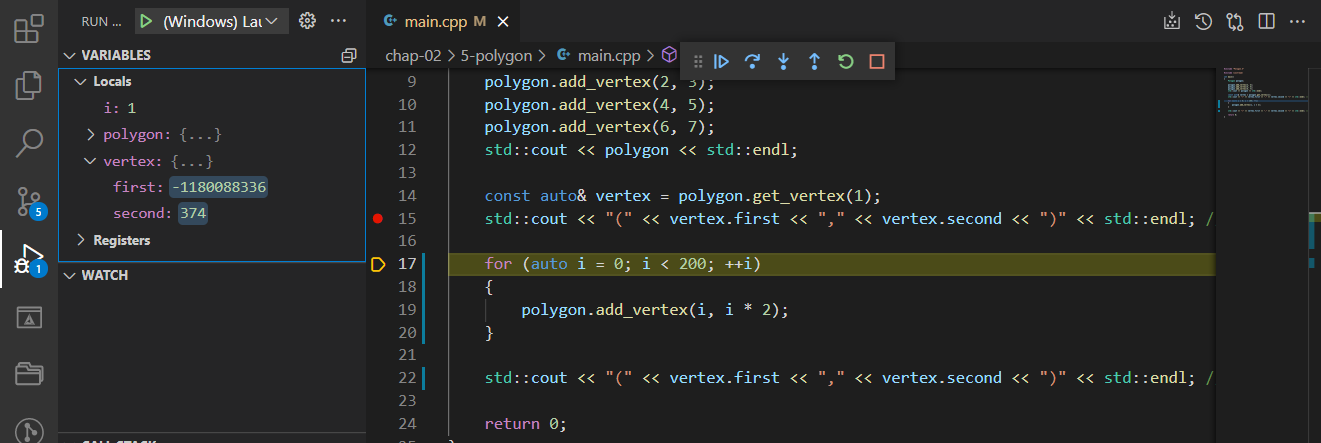 RUN ...
(Windows) Lau
main.cpp M
VARIABLES
chap-02 > 5-polygon > main.cpp >
Locals
i: 1
polygon: {...}
vertex: {...}
first: -1180088336
second: 374
Registers
WATCH
5
1
9 polygon.add_vertex(2, 3);
10 polygon.add_vertex(4, 5);
11 polygon.add_vertex(6, 7);
12 std::cout << polygon << std::endl;
13
14 const auto& vertex = polygon.get_vertex(1);
15 std::cout << "(" << vertex.first << "," << vertex.second << ")" << std::endl; /
16
17 for (auto i = 0; i < 200; ++i)
18 {
19 polygon.add_vertex(i, i * 2);
20 }
21
22 std::cout << "(" << vertex.first << "," << vertex.second << ")" << std::endl; /
23
24 return 0;